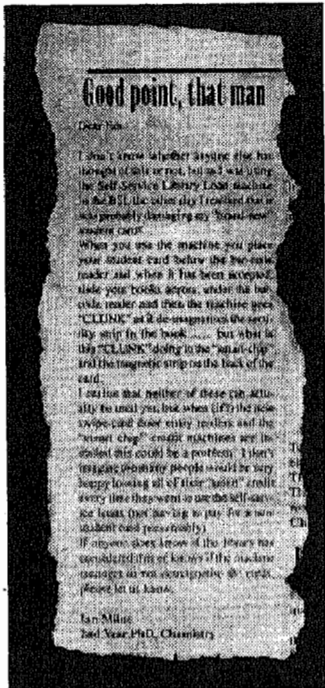 Good point, that man
Dear
I don't know whether anyone else has
thought of this or not, but as I was using
the Self Service Library Loan machine
in the BSL the other day I realised that it
was probably damaging my "brand-new"
student card!
When you use the machine you place
your student card below the bar-code
reader and when it has been accepted,
slide your books across, under the bar-
code reader and then the machine goes
"CLUNK" as it de-magnetises the secu-
rity strip in the book ..... but what is
this "CLUNK" doing to the "smart-chip"
and the magnetic strip on the back of the
card.
I realise that neither of these can actu-
ally be used yet, but when (if?) the new
swipe-card door entry readers and the
"smart chip" credit machines are in-
stalled this could be a problem. I don't
imagine too many people would be very
happy loosing all of their credit
every time they went to use the self-serv-
ice loans (not having to pay for a new
student card presumably)
If anyone does know if the library has
considered this or knows if the machine
manages to not demagnetise the cards,
please let us know.
Ian Milne
2nd Year PhD, Chemistry